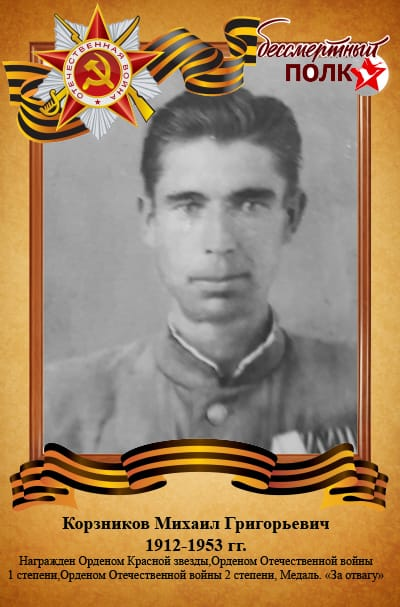 ОТЕЧЕСТВЕННАЯ ВОЙНА
бессмертный
ПОЛК
Корзников Михаил Григорьевич
1912-1953 гг.
Награжден Орденом Красной звезды,Орденом Отечественной войны
1 степени,Орденом Отечественной войны 2 степени, Медаль. «За отвагу»